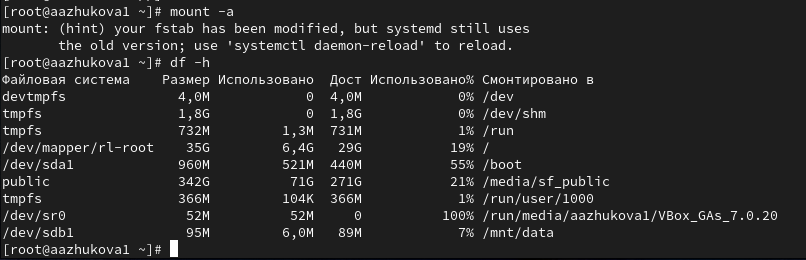 [root@aazhukova1 ~]# mount -a
mount: (hint) your fstab has been modified, but systemd still uses
       the old version; use 'systemctl daemon-reload' to reload.
[root@aazhukova1 ~]# df -h
Файловая система    Размер Использовано  Дост Использовано% Смонтировано в
devtmpfs              4,0M            0  4,0M            0% /dev
tmpfs                 1,8G            0  1,8G            0% /dev/shm
tmpfs                 732M         1,3M  731M            1% /run
/dev/mapper/rl-root    35G         6,4G   29G           19% /
/dev/sda1             960M         521M  440M           55% /boot
public                342G          71G  271G           21% /media/sf_public
tmpfs                 366M         104K  366M            1% /run/user/1000
/dev/sr0               52M          52M     0          100% /run/media/aazhukova1/VBox_GAs_7.0.20
/dev/sdb1              95M         6,0M   89M            7% /mnt/data
[root@aazhukova1 ~]#